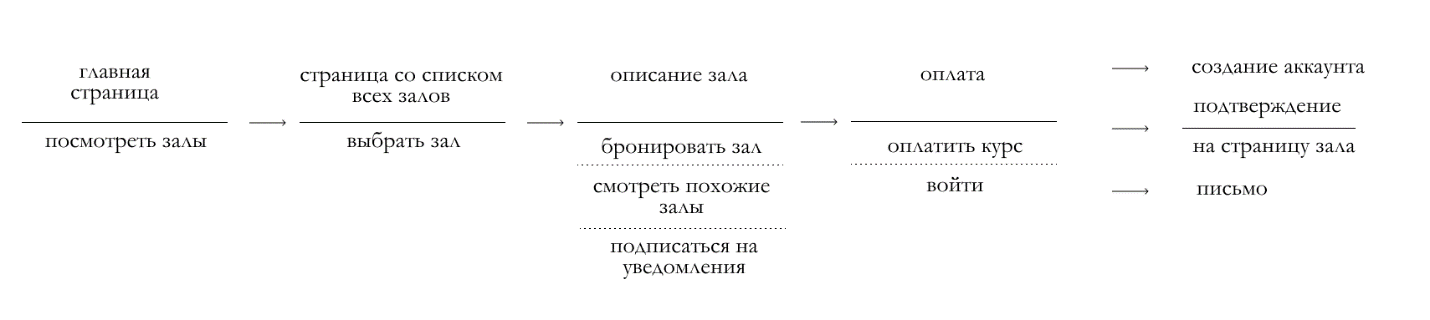 главная
страница
посмотреть залы
страница со списком
всех залов
выбрать зал
описание зала
бронировать зал
смотреть похожие
залы
подписаться на
уведомления
оплата
оплатить курс
войти
создание аккаунта
подтверждение
на страницу зала
письмо